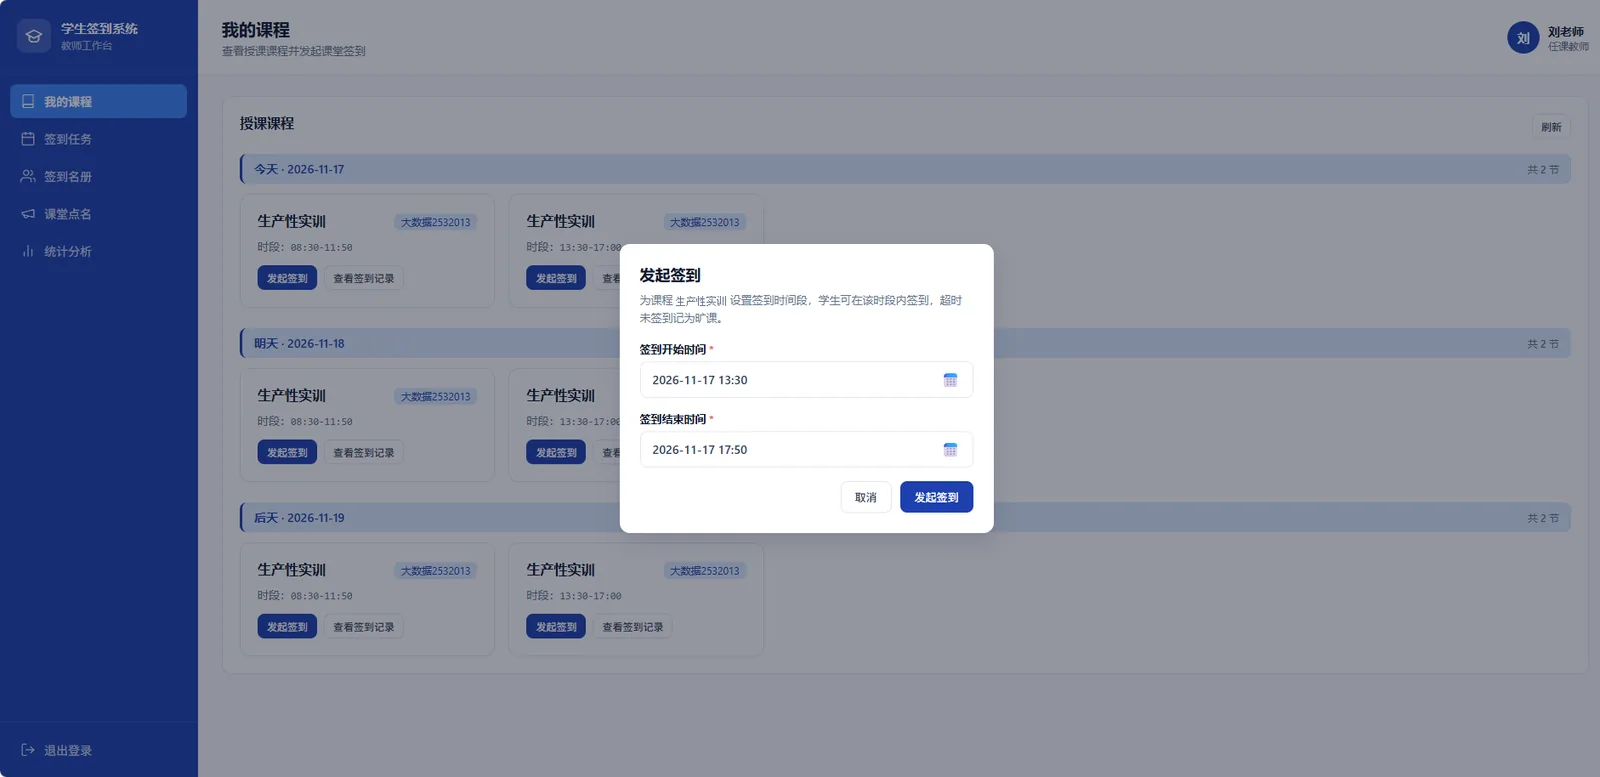 学生签到系统
教师工作台
我的课程
签到任务
签到名册
课堂点名
统计分析
退出登录
我的课程
查看授课课程并发起课堂签到
刘
刘老师
任课教师
授课课程
刷新
今天 · 2026-11-17
共 2 节
生产性实训
大数据2532013
时段：08:30-11:50
发起签到
查看签到记录
生产性实训
大数据2532013
时段：13:30-17:00
发起签到
查看
明天 · 2026-11-18
共 2 节
生产性实训
大数据2532013
时段：08:30-11:50
发起签到
查看签到记录
生产性实训
时段：13:30-17:00
发起签到
查看
后天 · 2026-11-19
共 2 节
生产性实训
大数据2532013
时段：08:30-11:50
发起签到
查看签到记录
生产性实训
大数据2532013
时段：13:30-17:00
发起签到
查看签到记录
发起签到
为课程 生产性实训 设置签到时间段，学生可在该时段内签到，超时
未签到记为旷课。
签到开始时间 *
2026-11-17 13:30
签到结束时间 *
2026-11-17 17:50
取消
发起签到